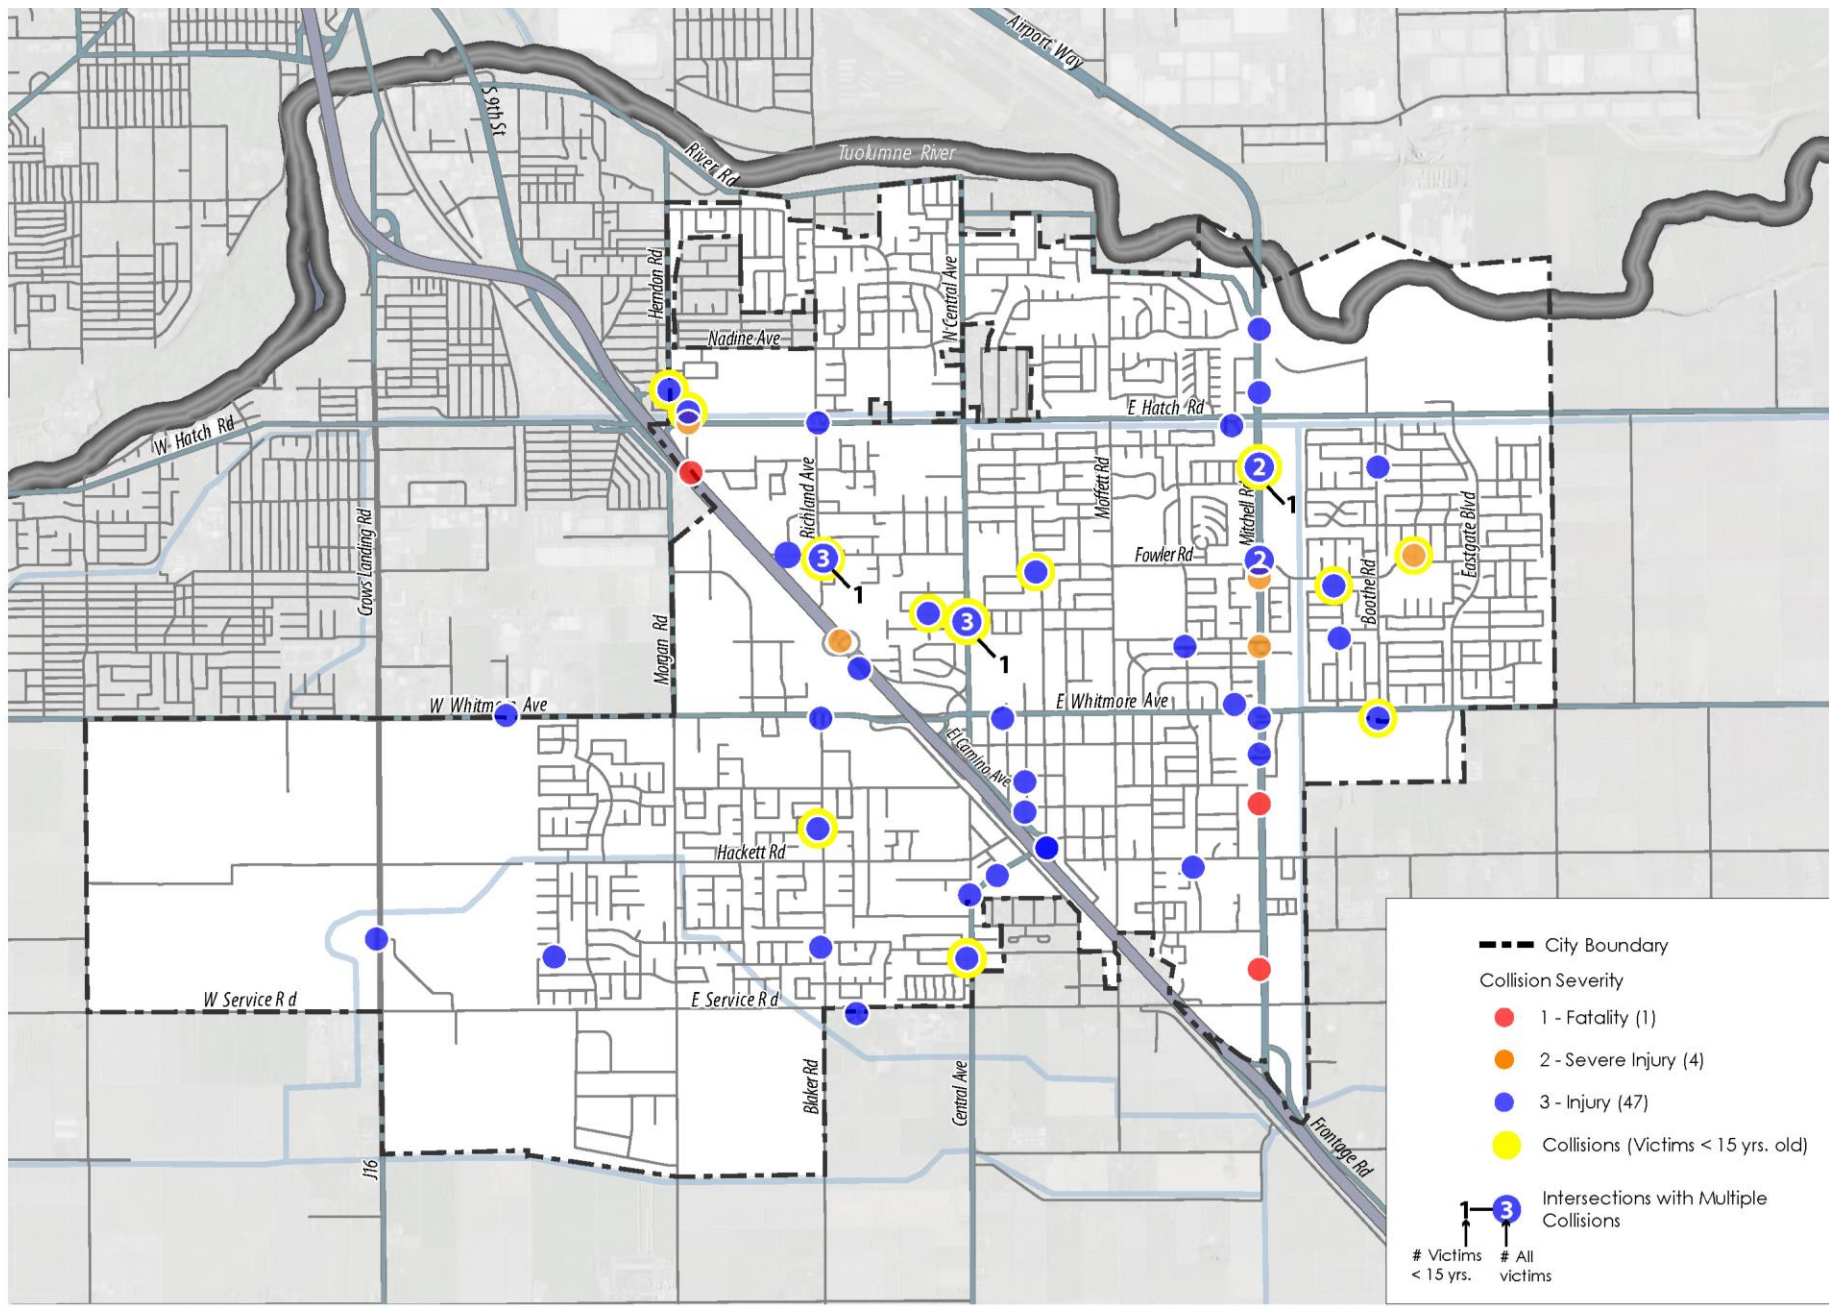 Airport Way
S 9th St
River Rd
Tuolumne River
Herndon Rd
N Central Ave
Nadine Ave
E Hatch Rd
W Hatch Rd
2
1
Richland Ave
Moffett Rd
Mitchell Rd
Eastgate Blvd
Crows Landing Rd
3
1
Fowler Rd
2
Boothe Rd
3
1
Morgan Rd
W Whitmore Ave
E Whitmore Ave
El Camino Ave
Hackett Rd
W Service Rd
E Service Rd
Blaker Rd
Central Ave
J16
Frontage Rd
City Boundary
Collision Severity
1 - Fatality (1)
2 - Severe Injury (4)
3 - Injury (47)
Collisions (Victims < 15 yrs. old)
1 3
Intersections with Multiple
Collisions
# Victims
< 15 yrs.
# All
victims